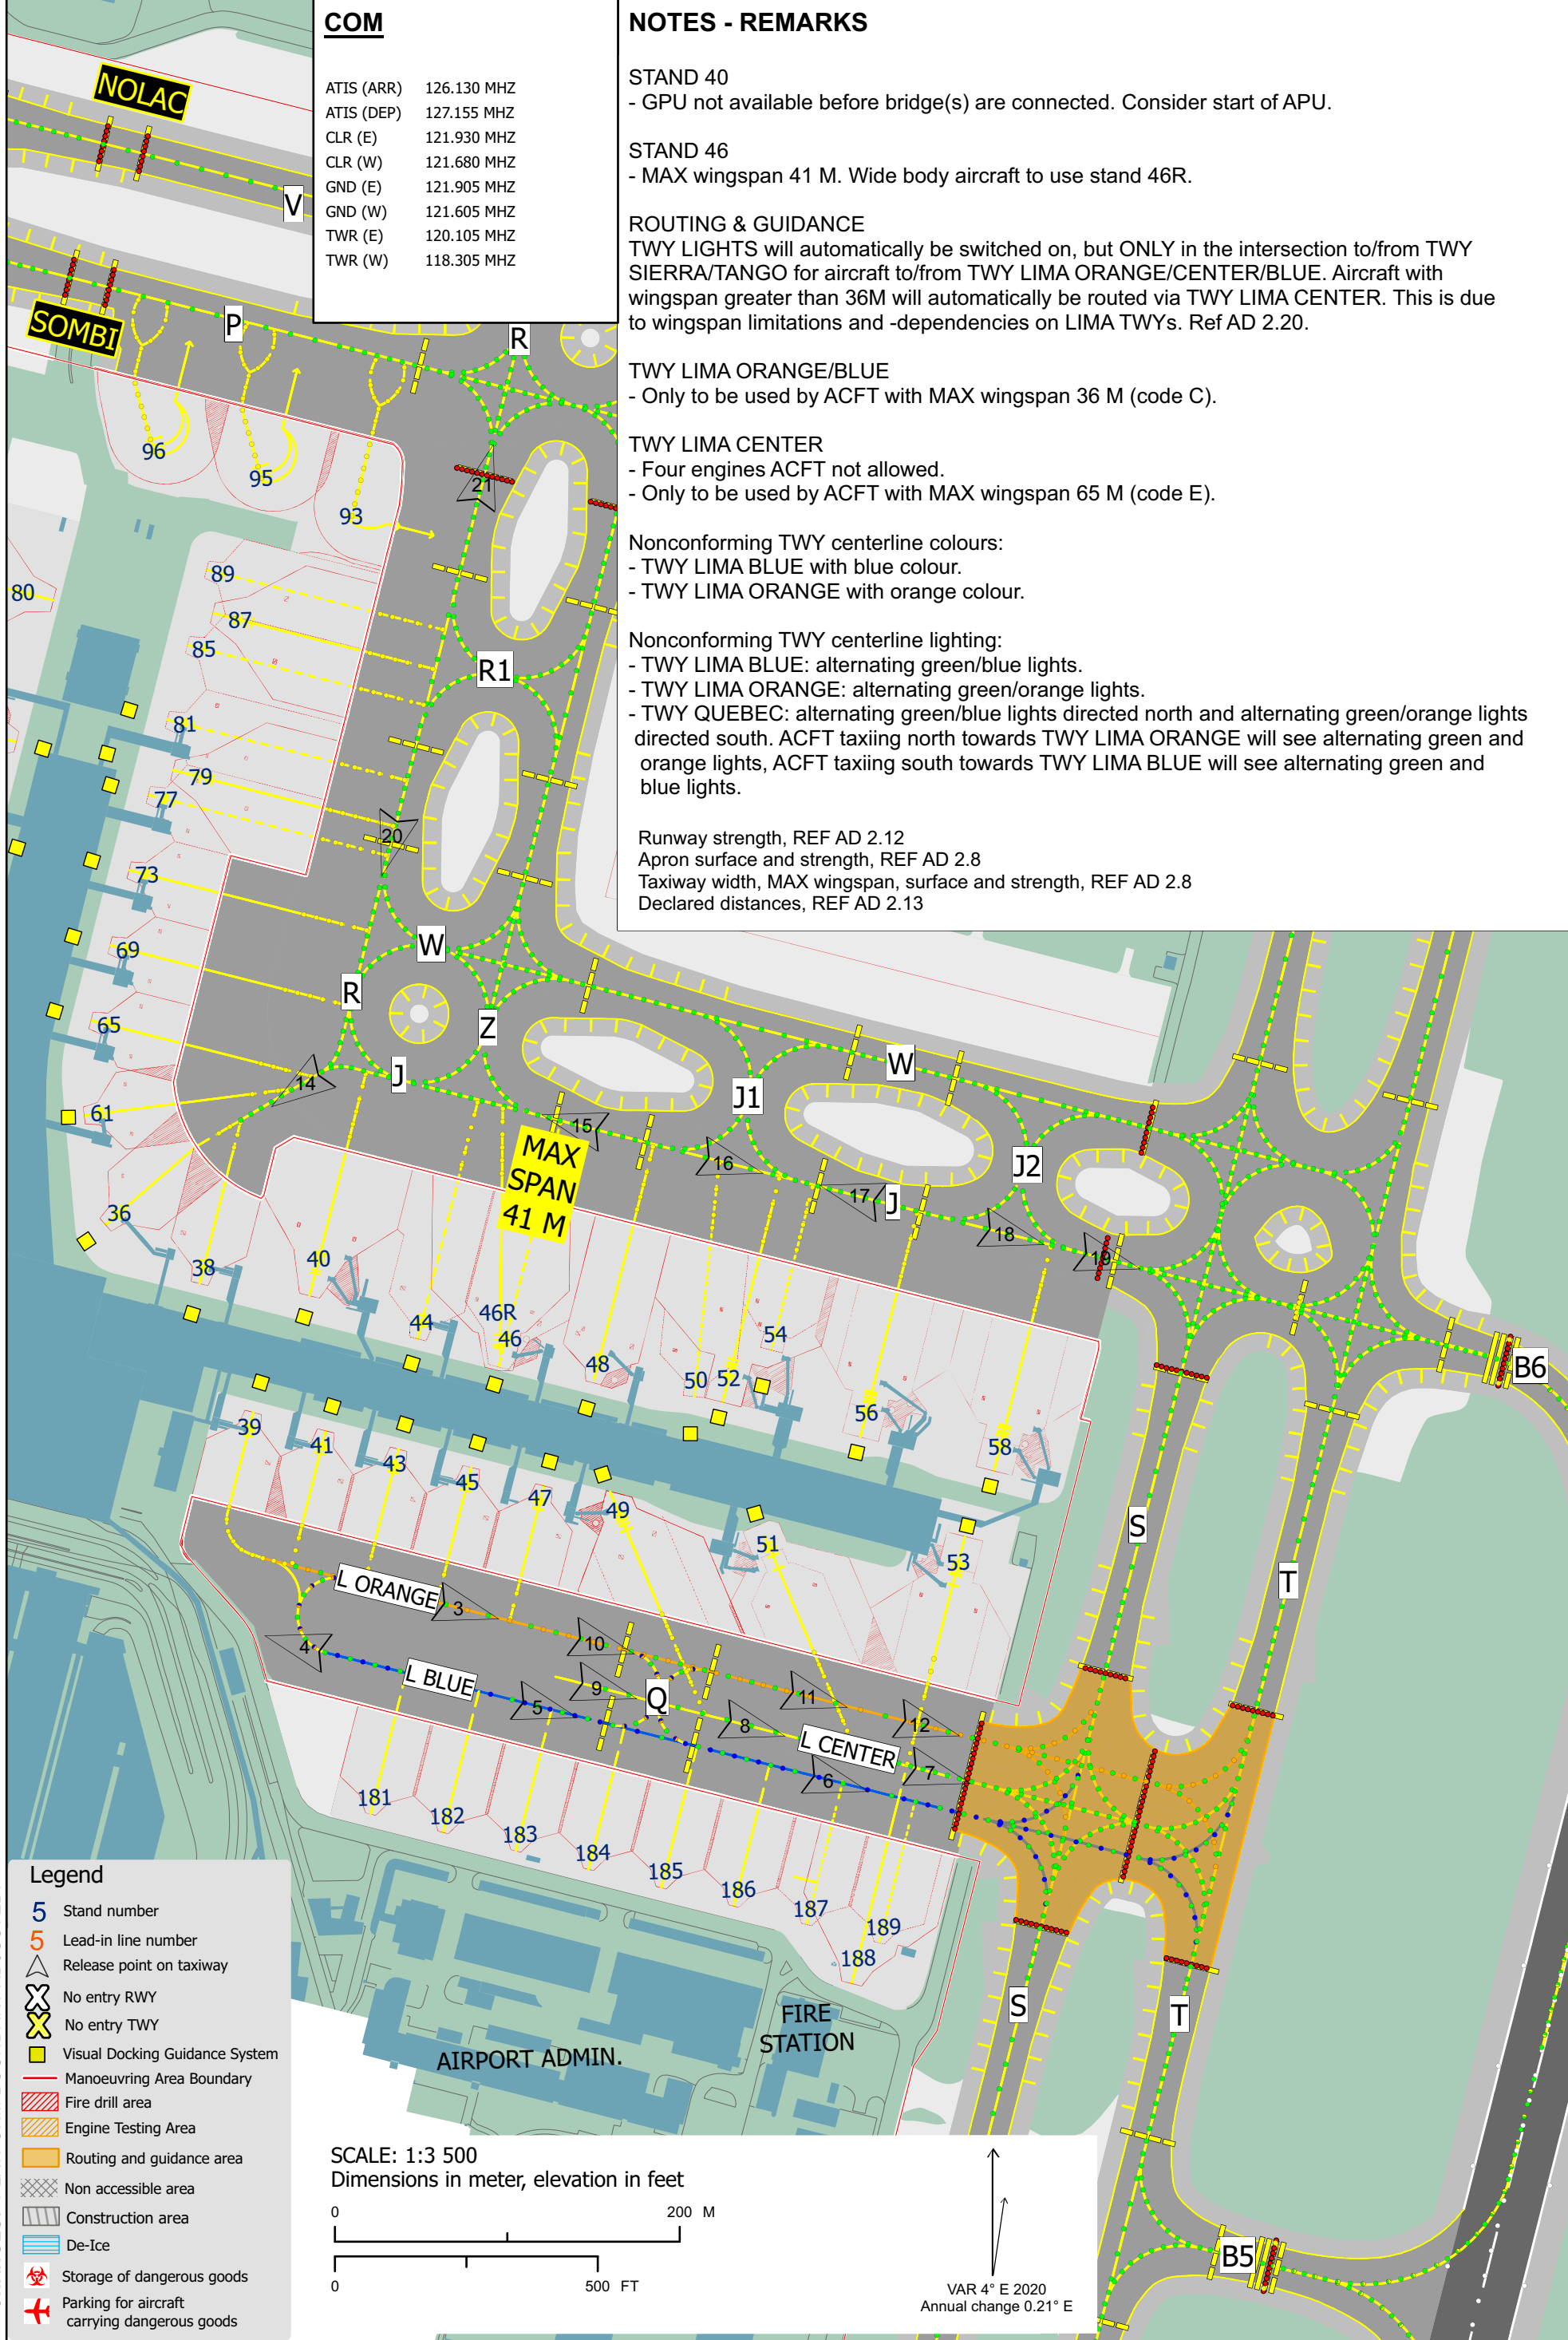 COM
ATIS (ARR) 126.130 MHZ
ATIS (DEP) 127.155 MHZ
CLR (E) 121.930 MHZ
CLR (W) 121.680 MHZ
GND (E) 121.905 MHZ
GND (W) 121.605 MHZ
TWR (E) 120.105 MHZ
TWR (W) 118.305 MHZ
NOTES - REMARKS
STAND 40
- GPU not available before bridge(s) are connected. Consider start of APU.
STAND 46
- MAX wingspan 41 M. Wide body aircraft to use stand 46R.
ROUTING & GUIDANCE
TWY LIGHTS will automatically be switched on, but ONLY in the intersection to/from TWY
SIERRA/TANGO for aircraft to/from TWY LIMA ORANGE/CENTER/BLUE. Aircraft with
wingspan greater than 36M will automatically be routed via TWY LIMA CENTER. This is due
to wingspan limitations and -dependencies on LIMA TWYs. Ref AD 2.20.
TWY LIMA ORANGE/BLUE
- Only to be used by ACFT with MAX wingspan 36 M (code C).
TWY LIMA CENTER
- Four engines ACFT not allowed.
- Only to be used by ACFT with MAX wingspan 65 M (code E).
Nonconforming TWY centerline colours:
- TWY LIMA BLUE with blue colour.
- TWY LIMA ORANGE with orange colour.
Nonconforming TWY centerline lighting:
- TWY LIMA BLUE: alternating green/blue lights.
- TWY LIMA ORANGE: alternating green/orange lights.
- TWY QUEBEC: alternating green/blue lights directed north and alternating green/orange lights
directed south. ACFT taxiing north towards TWY LIMA ORANGE will see alternating green and
orange lights, ACFT taxiing south towards TWY LIMA BLUE will see alternating green and
blue lights.
Runway strength, REF AD 2.12
Apron surface and strength, REF AD 2.8
Taxiway width, MAX wingspan, surface and strength, REF AD 2.8
Declared distances, REF AD 2.13
NOLAC
V
SOMBI
P
R
96
95
93
21
89
80
87
85
R1
81
79
77
20
73
69
W
R
65
Z
14
J
61
W
J1
15
MAX
SPAN
41 M
16
J2
17
J
18
19
36
38
40
44
46R
46
48
50
52
54
56
58
B6
39
41
43
45
47
49
51
53
S
T
L ORANGE
3
10
4
L BLUE
9
5
Q
11
8
12
L CENTER
7
6
181
182
183
184
185
186
187
189
188
S
T
FIRE
STATION
AIRPORT ADMIN.
B5
Legend
5 Stand number
5 Lead-in line number
Release point on taxiway
No entry RWY
No entry TWY
Visual Docking Guidance System
Manoeuvring Area Boundary
Fire drill area
Engine Testing Area
Routing and guidance area
Non accessible area
Construction area
De-Ice
Storage of dangerous goods
Parking for aircraft
carrying dangerous goods
SCALE: 1:3 500
Dimensions in meter, elevation in feet
0 200 M
0 500 FT
VAR 4° E 2020
Annual change 0.21° E